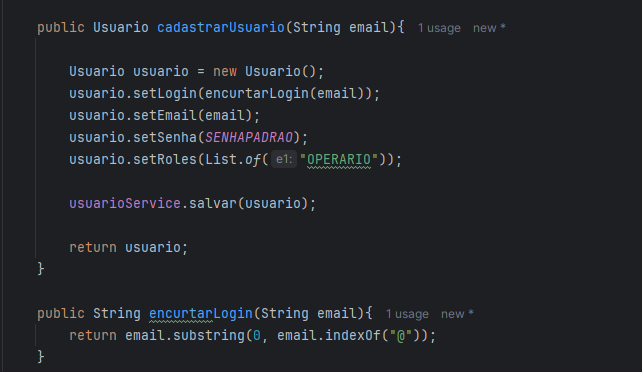 public Usuario cadastrarUsuario(String email){ 1 usage new *
Usuario usuario = new Usuario();
usuario.setLogin(encurtarLogin(email));
usuario.setEmail(email);
usuario.setSenha(SENHAPADRAO);
usuario.setRoles(List.of( e1: "OPERARIO"));
usuarioService.salvar(usuario);
return usuario;
}
public String encurtarLogin(String email){ 1 usage new *
return email.substring(0, email.indexOf("@"));
}